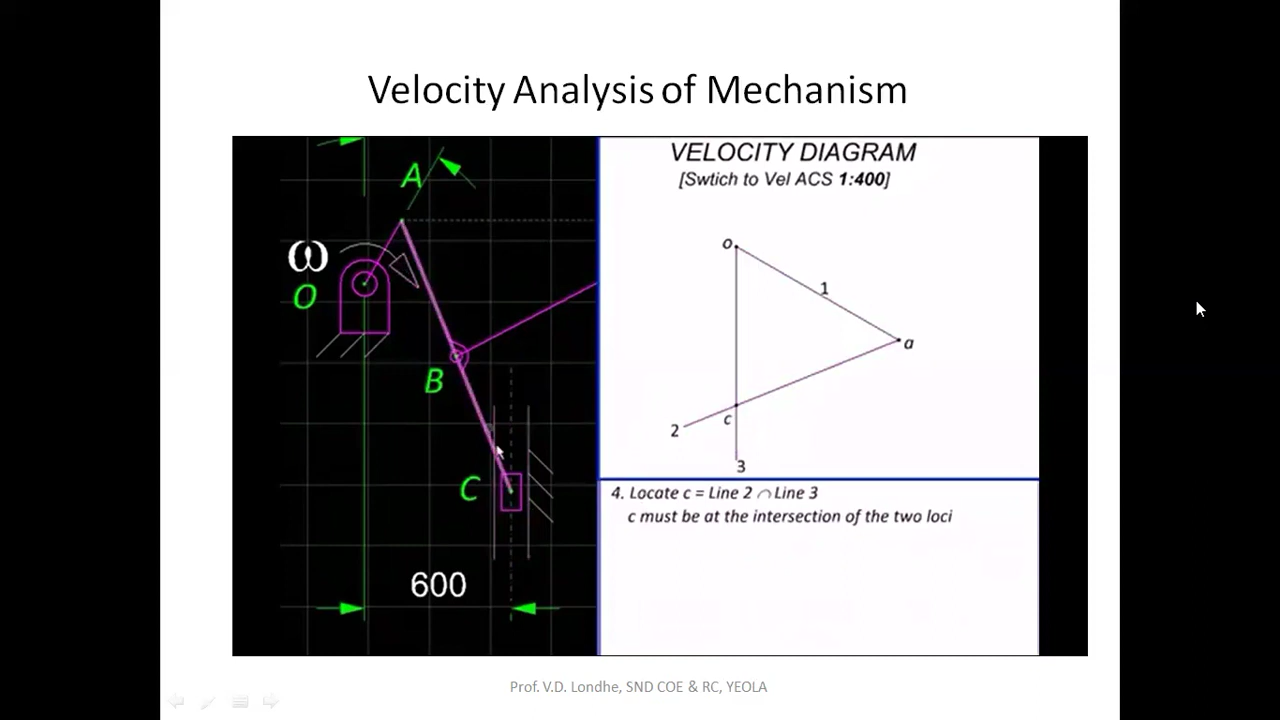 Velocity Analysis of Mechanism
A
ω
O
B
C
600
VELOCITY DIAGRAM
[Swtich to Vel ACS 1:400]
o
1
a
c
2
3
4. Locate c = Line 2 ∩ Line 3
c must be at the intersection of the two loci
Prof. V.D. Londhe, SND COE & RC, YEOLA